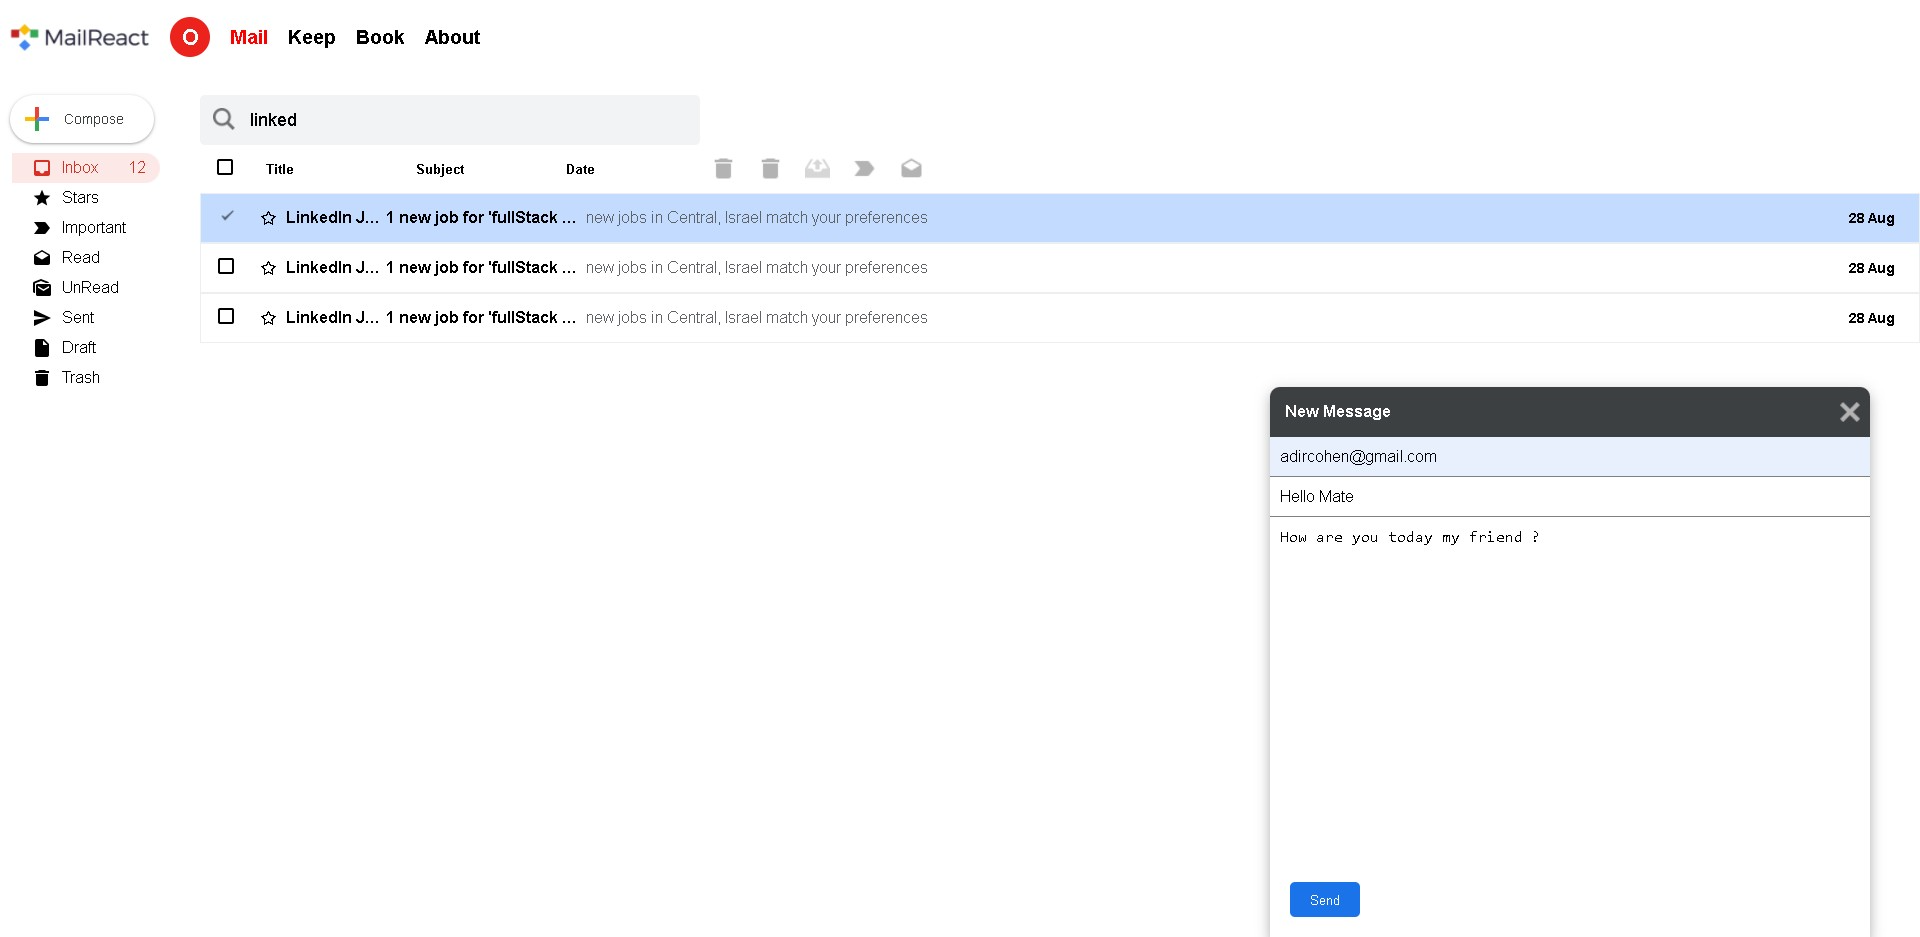 MailReact O Mail Keep Book About
Compose
linked
Inbox 12
Stars
Important
Read
UnRead
Sent
Draft
Trash
Title Subject Date
LinkedIn J... 1 new job for 'fullStack ... new jobs in Central, Israel match your preferences 28 Aug
LinkedIn J... 1 new job for 'fullStack ... new jobs in Central, Israel match your preferences 28 Aug
LinkedIn J... 1 new job for 'fullStack ... new jobs in Central, Israel match your preferences 28 Aug
New Message
adircohen@gmail.com
Hello Mate
How are you today my friend ?
Send